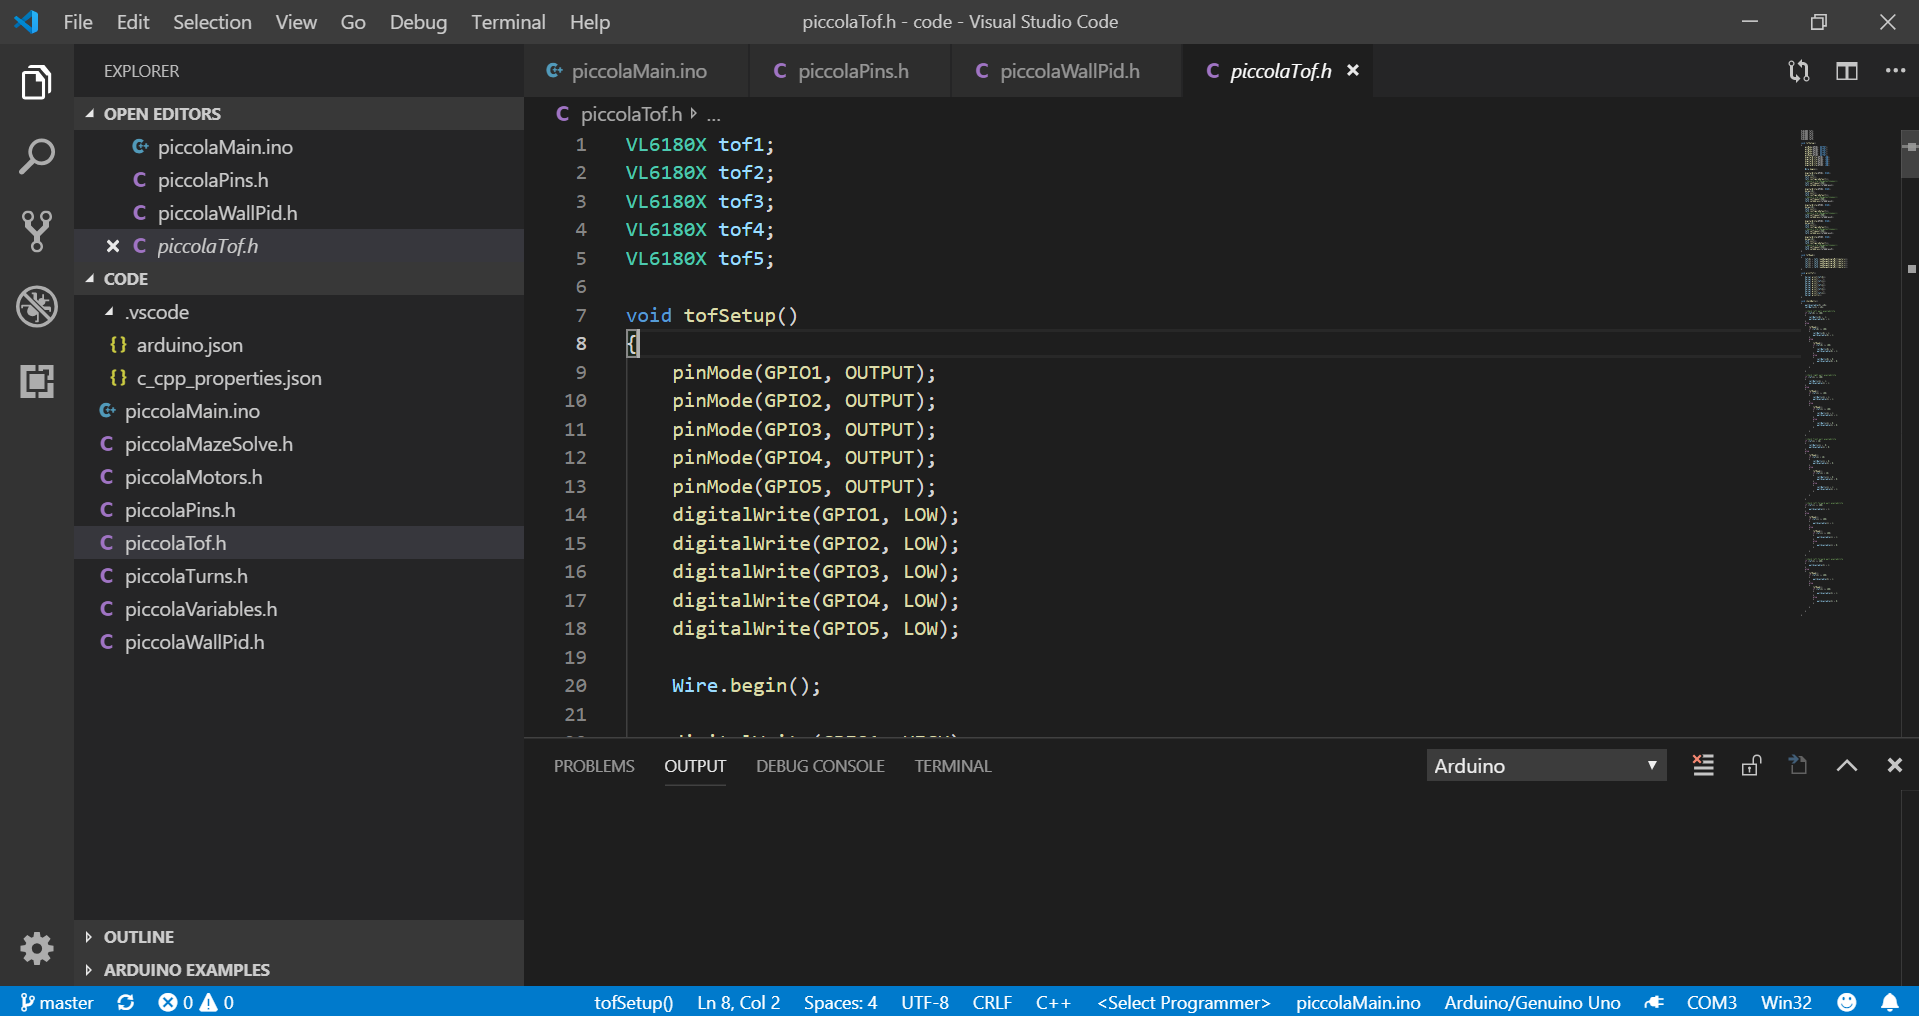 File Edit Selection View Go Debug Terminal Help piccolaTof.h - code - Visual Studio Code
EXPLORER
OPEN EDITORS
piccolaMain.ino
piccolaPins.h
piccolaWallPid.h
piccolaTof.h
CODE
.vscode
{} arduino.json
{} c_cpp_properties.json
piccolaMain.ino
C piccolaMazeSolve.h
C piccolaMotors.h
C piccolaPins.h
C piccolaTof.h
C piccolaTurns.h
C piccolaVariables.h
C piccolaWallPid.h
OUTLINE
ARDUINO EXAMPLES
piccolaMain.ino C piccolaPins.h C piccolaWallPid.h C piccolaTof.h
C piccolaTof.h ...
1 VL6180X tof1;
2 VL6180X tof2;
3 VL6180X tof3;
4 VL6180X tof4;
5 VL6180X tof5;
6
7 void tofSetup()
8 {
9 pinMode(GPIO1, OUTPUT);
10 pinMode(GPIO2, OUTPUT);
11 pinMode(GPIO3, OUTPUT);
12 pinMode(GPIO4, OUTPUT);
13 pinMode(GPIO5, OUTPUT);
14 digitalWrite(GPIO1, LOW);
15 digitalWrite(GPIO2, LOW);
16 digitalWrite(GPIO3, LOW);
17 digitalWrite(GPIO4, LOW);
18 digitalWrite(GPIO5, LOW);
19
20 Wire.begin();
21
PROBLEMS OUTPUT DEBUG CONSOLE TERMINAL Arduino
master 0 0 tofSetup() Ln 8, Col 2 Spaces: 4 UTF-8 CRLF C++ <Select Programmer> piccolaMain.ino Arduino/Genuino Uno COM3 Win32